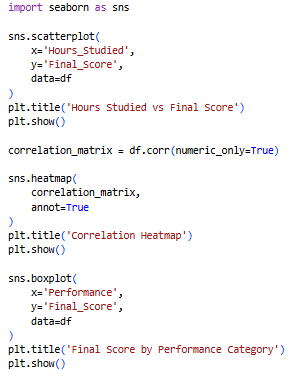 import seaborn as sns

sns.scatterplot(
    x='Hours_Studied',
    y='Final_Score',
    data=df
)
plt.title('Hours Studied vs Final Score')
plt.show()

correlation_matrix = df.corr(numeric_only=True)

sns.heatmap(
    correlation_matrix,
    annot=True
)
plt.title('Correlation Heatmap')
plt.show()

sns.boxplot(
    x='Performance',
    y='Final_Score',
    data=df
)
plt.title('Final Score by Performance Category')
plt.show()